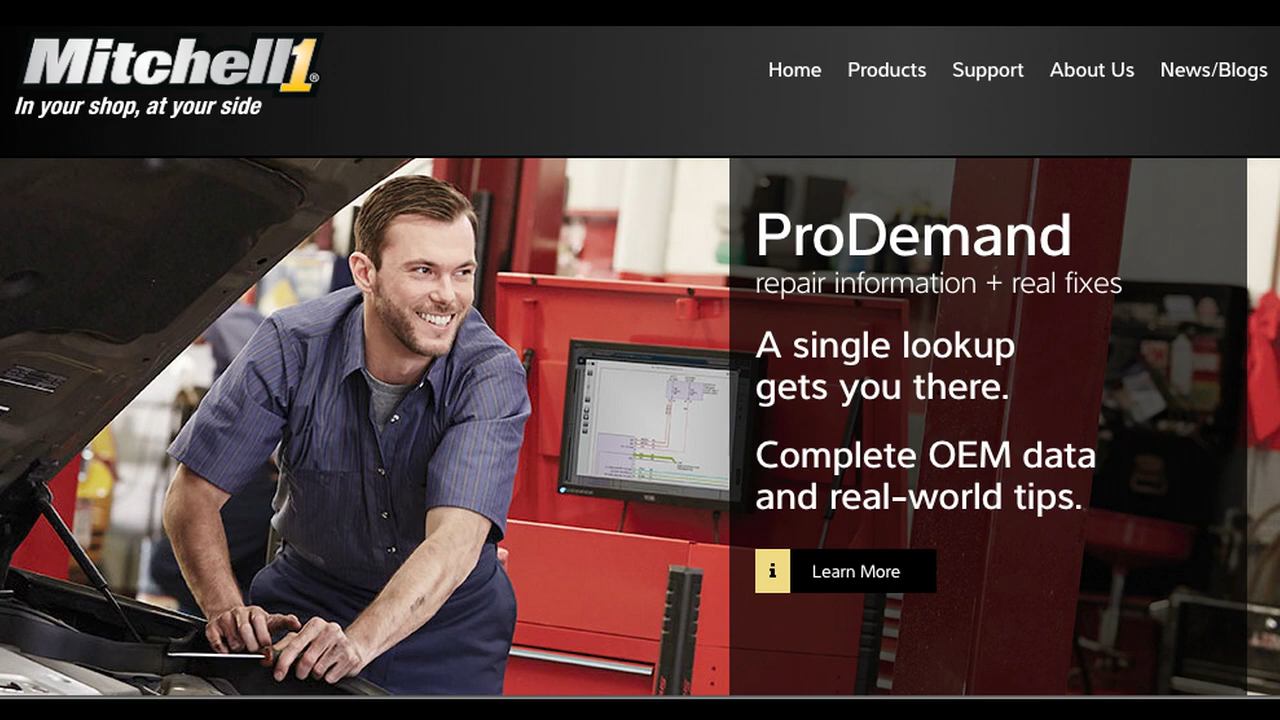 Mitchell1®
In your shop, at your side
Home Products Support About Us News/Blogs
ProDemand
repair information + real fixes
A single lookup
gets you there.
Complete OEM data
and real-world tips.
i Learn More